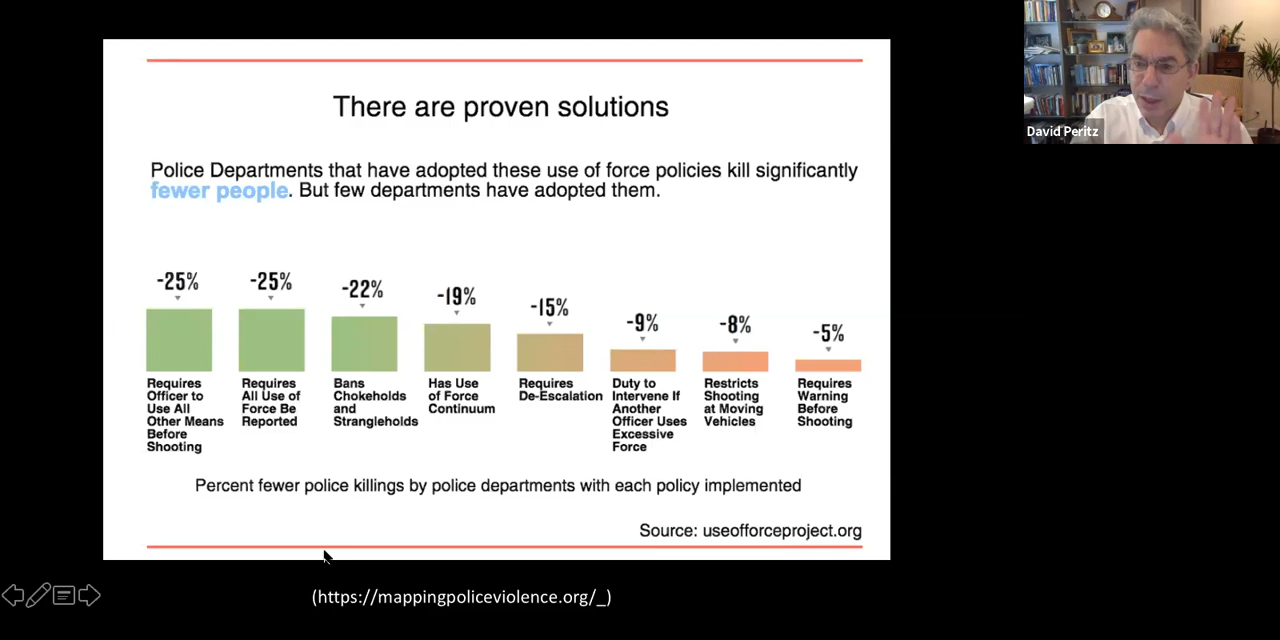 There are proven solutions
Police Departments that have adopted these use of force policies kill significantly
fewer people. But few departments have adopted them.
-25%
-25%
-22%
-19%
-15%
-9%
-8%
-5%
Requires
Officer to
Use All
Other Means
Before
Shooting
Requires
All Use of
Force Be
Reported
Bans
Chokeholds
and
Strangleholds
Has Use
of Force
Continuum
Requires
De-Escalation
Duty to
Intervene If
Another
Officer Uses
Excessive
Force
Restricts
Shooting
at Moving
Vehicles
Requires
Warning
Before
Shooting
Percent fewer police killings by police departments with each policy implemented
Source: useofforceproject.org
(https://mappingpoliceviolence.org/_)
David Peritz